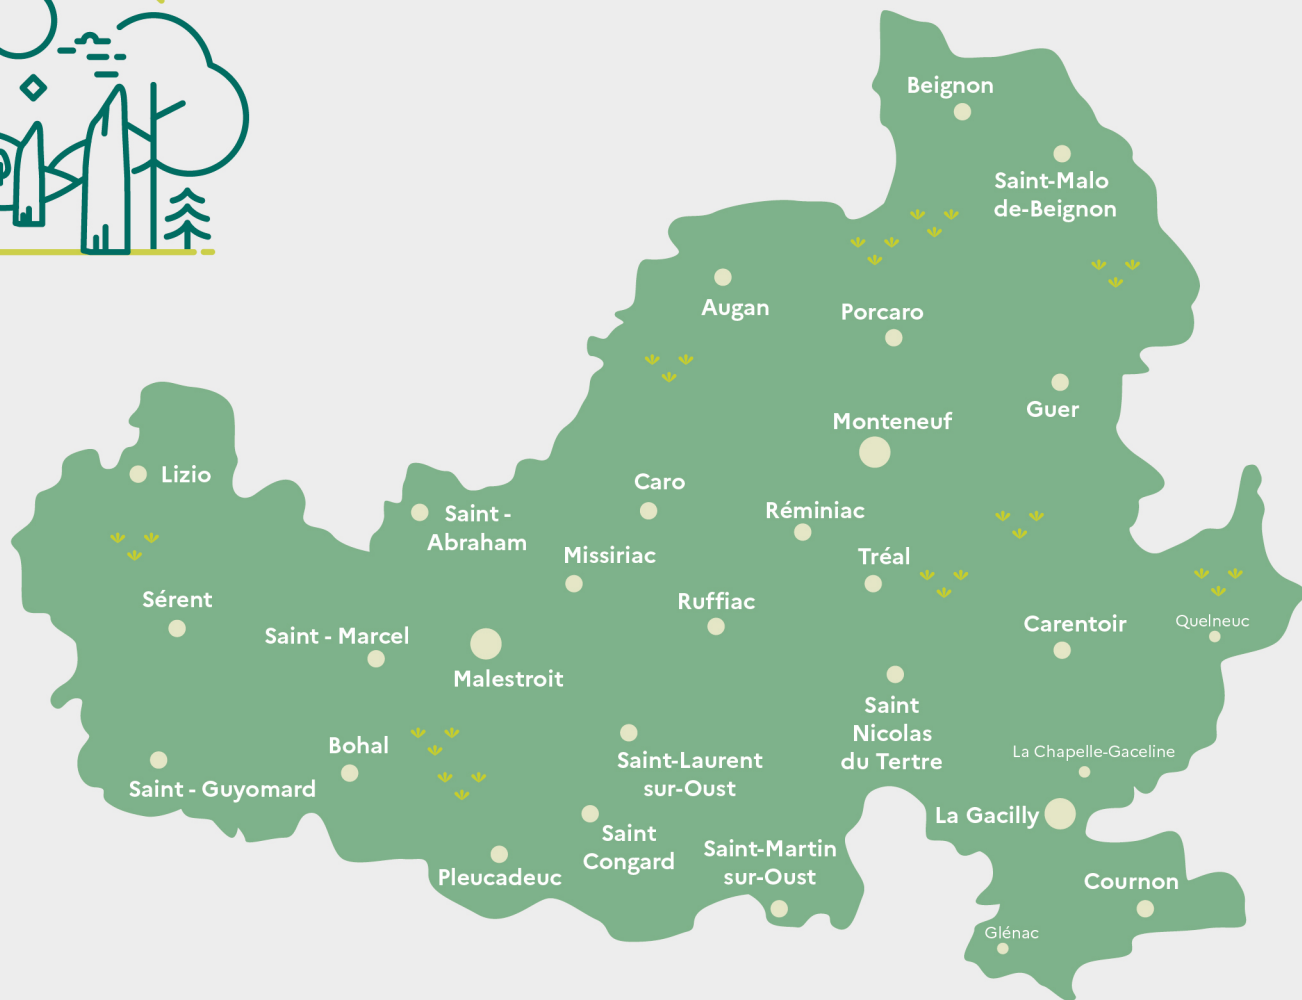 Beignon
Saint-Malo
de-Beignon
Augan
Porcaro
Guer
Monteneuf
Lizio
Caro
Saint -
Abraham
Réminiac
Missiriac
Tréal
Sérent
Ruffiac
Quelneuc
Carentoir
Saint - Marcel
Malestroit
Saint
Nicolas
du Tertre
Bohal
La Chapelle-Gaceline
Saint-Laurent
sur-Oust
Saint - Guyomard
La Gacilly
Saint
Congard
Saint-Martin
sur-Oust
Pleucadeuc
Cournon
Glénac